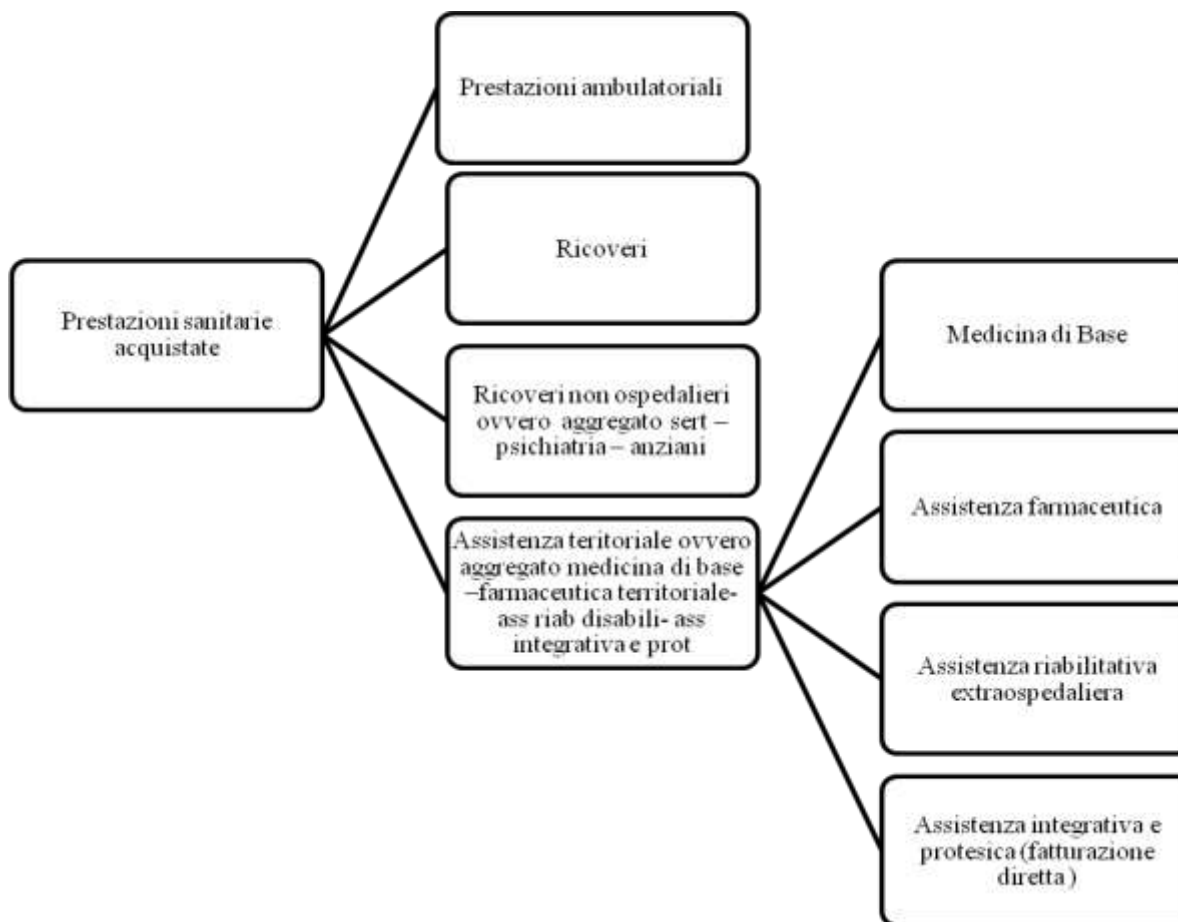 Prestazioni sanitarie
acquistate
Prestazioni ambulatoriali
Ricoveri
Ricoveri non ospedalieri
ovvero aggregato sert –
psichiatria – anziani
Assistenza teritoriale ovvero
aggregato medicina di base
–farmaceutica territoriale-
ass riab disabili- ass
integrativa e prot
Medicina di Base
Assistenza farmaceutica
Assistenza riabilitativa
extraospedaliera
Assistenza integrativa e
protesica (fatturazione
diretta )